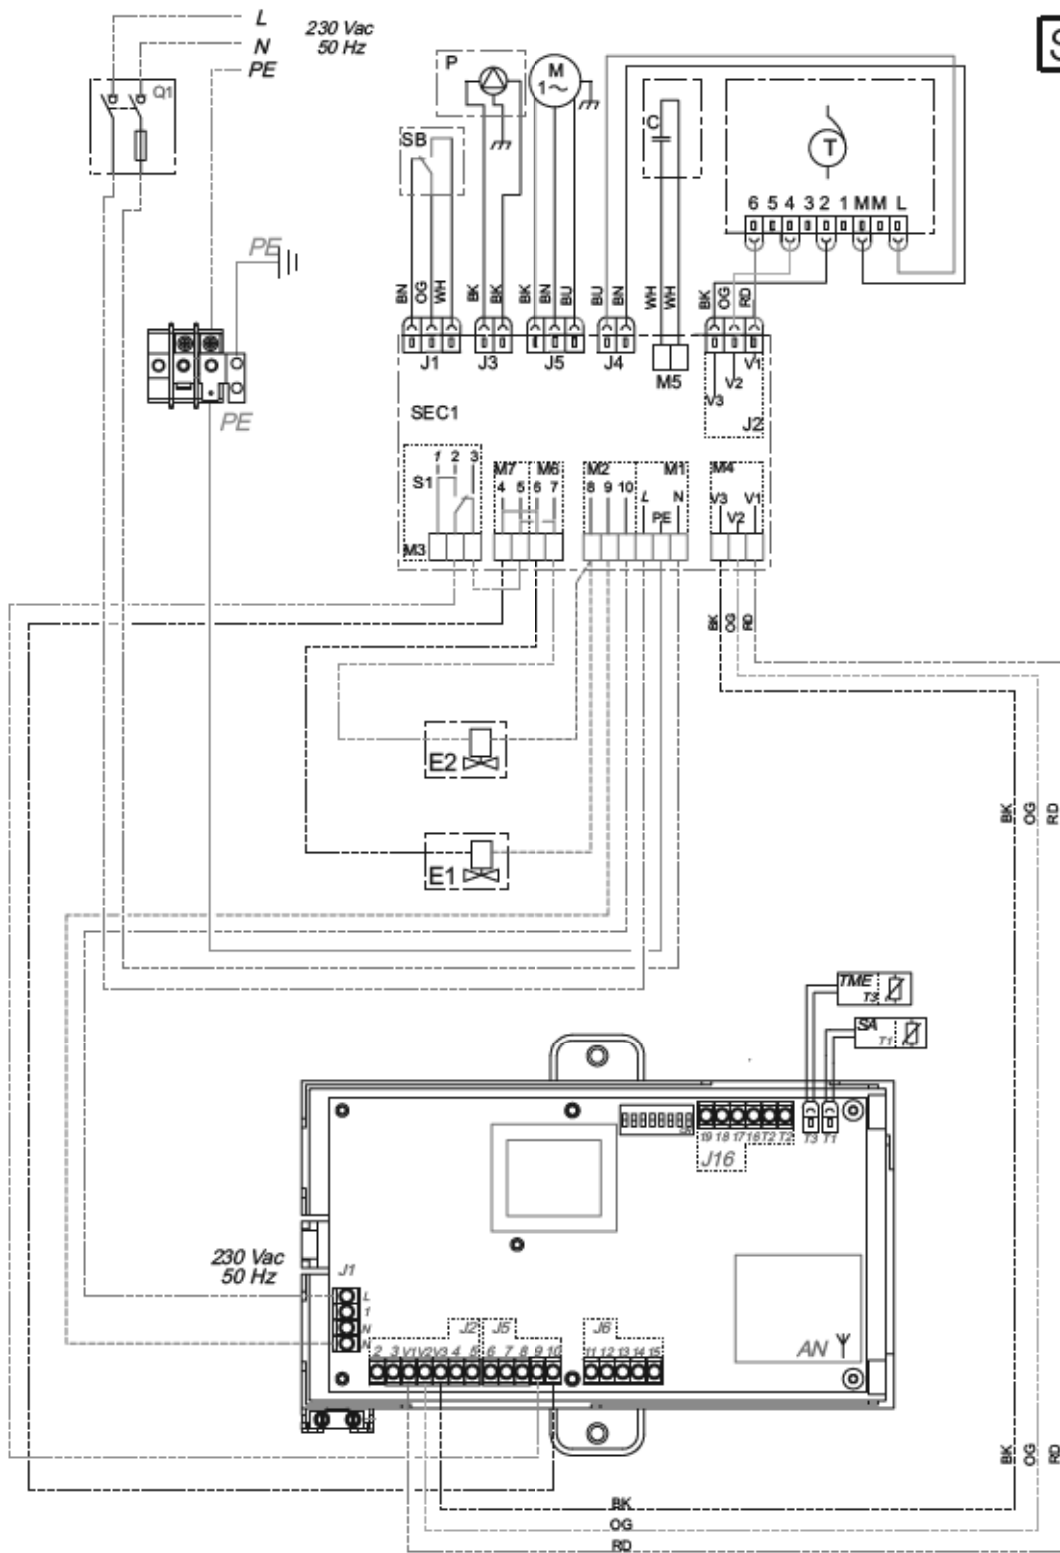 L
230 Vac
N
50 Hz
PE
S
Q1
P
M
1~
C
T
SB
6 5 4 3 2 1 M M L
PE
BN
OG
WH
BK
BK
BK
BN
BU
BU
BN
WH
WH
BK
OG
RD
J1
J3
J5
J4
M5
V1
V2
V3
J2
PE
SEC1
1 2 3
S1
M3
M7
M6
4 5 6 7
M2
M1
8 9 10
L
N
PE
M4
V3
V1
V2
BK
OG
RD
E2
E1
BK
OG
RD
TME
T3
SA
T1
ON
19 18 17 16 T2 T2
T3
T1
J16
230 Vac
50 Hz
J1
L
1
N
N
J2
J5
J6
2 3 V1 V2 V3 4 5 6 7 8 9 10
11 12 13 14 15
AN
BK
OG
RD
BK
OG
RD